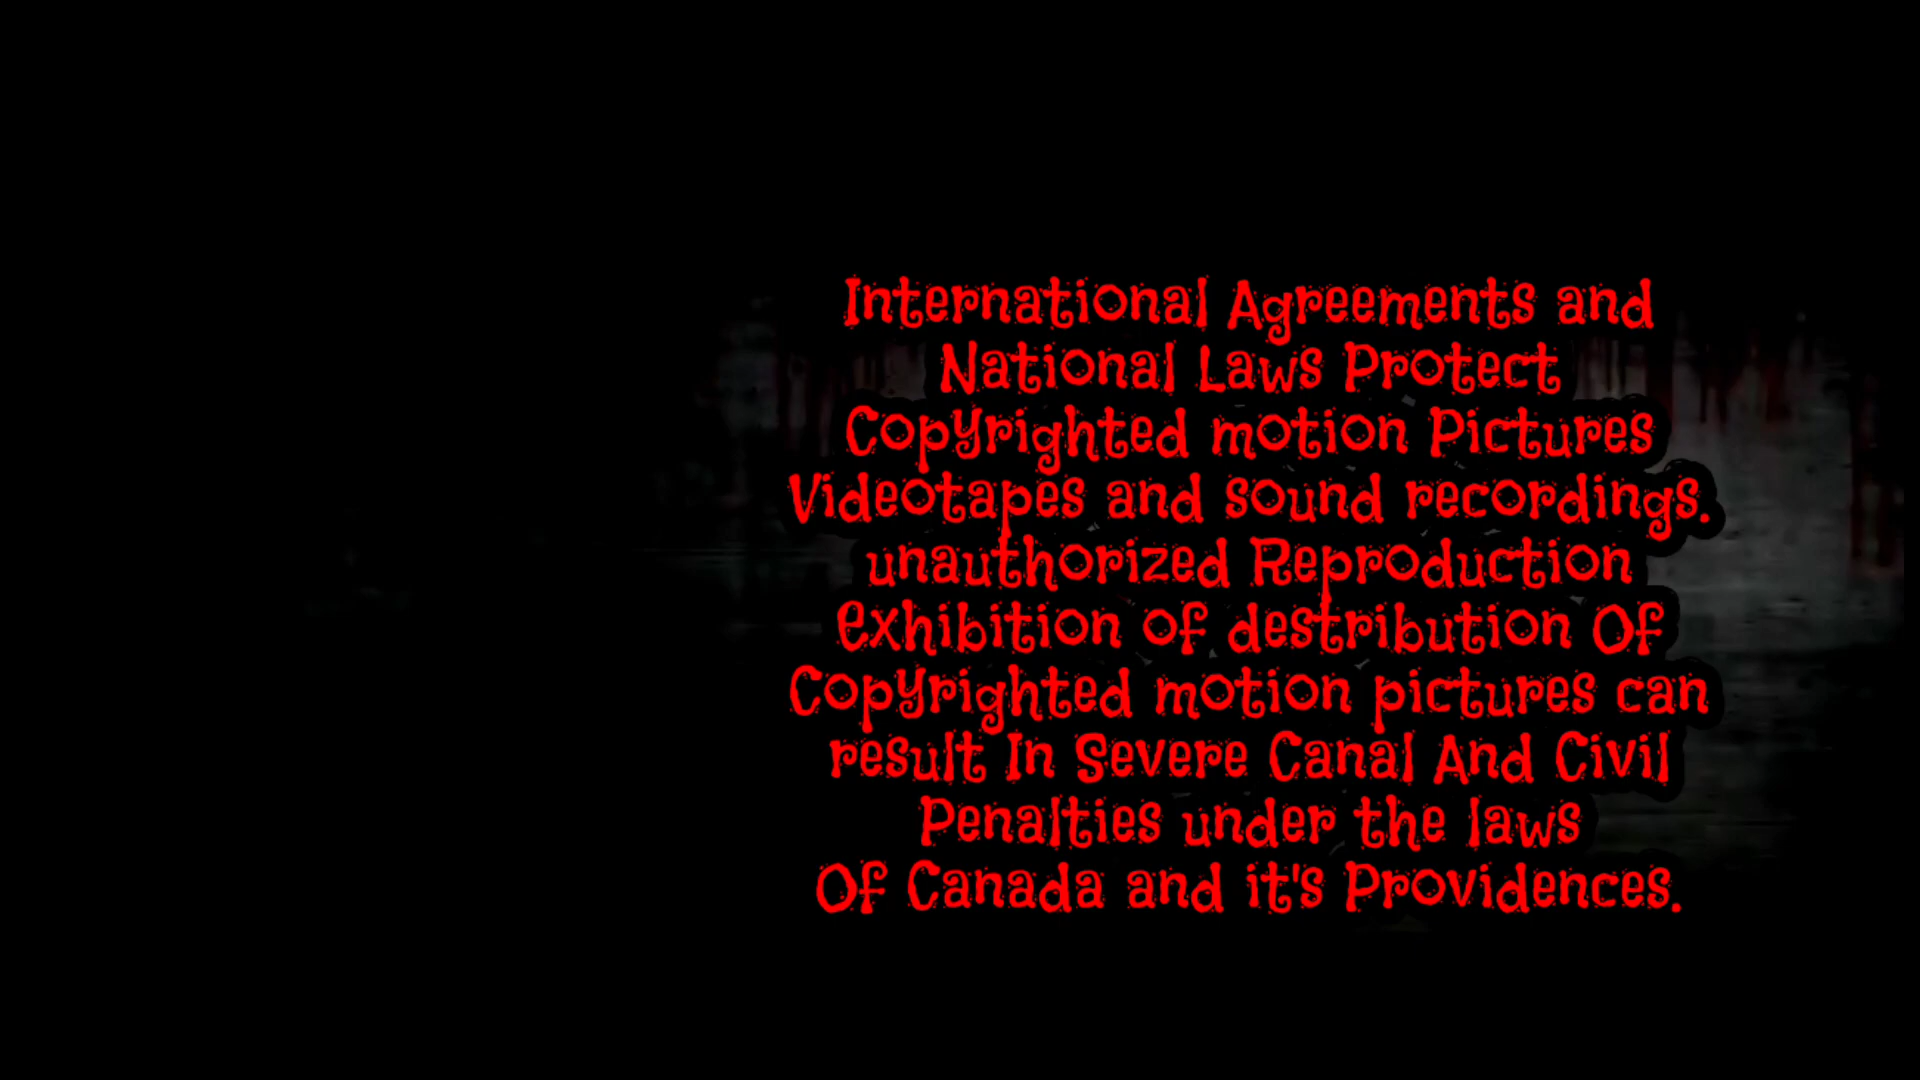 International Agreements and
National Laws Protect
Copyrighted motion Pictures
Videotapes and sound recordings.
unauthorized Reproduction
exhibition of destribution Of
Copyrighted motion pictures can
result In Severe Canal And Civil
Penalties under the laws
Of Canada and it's Providences.